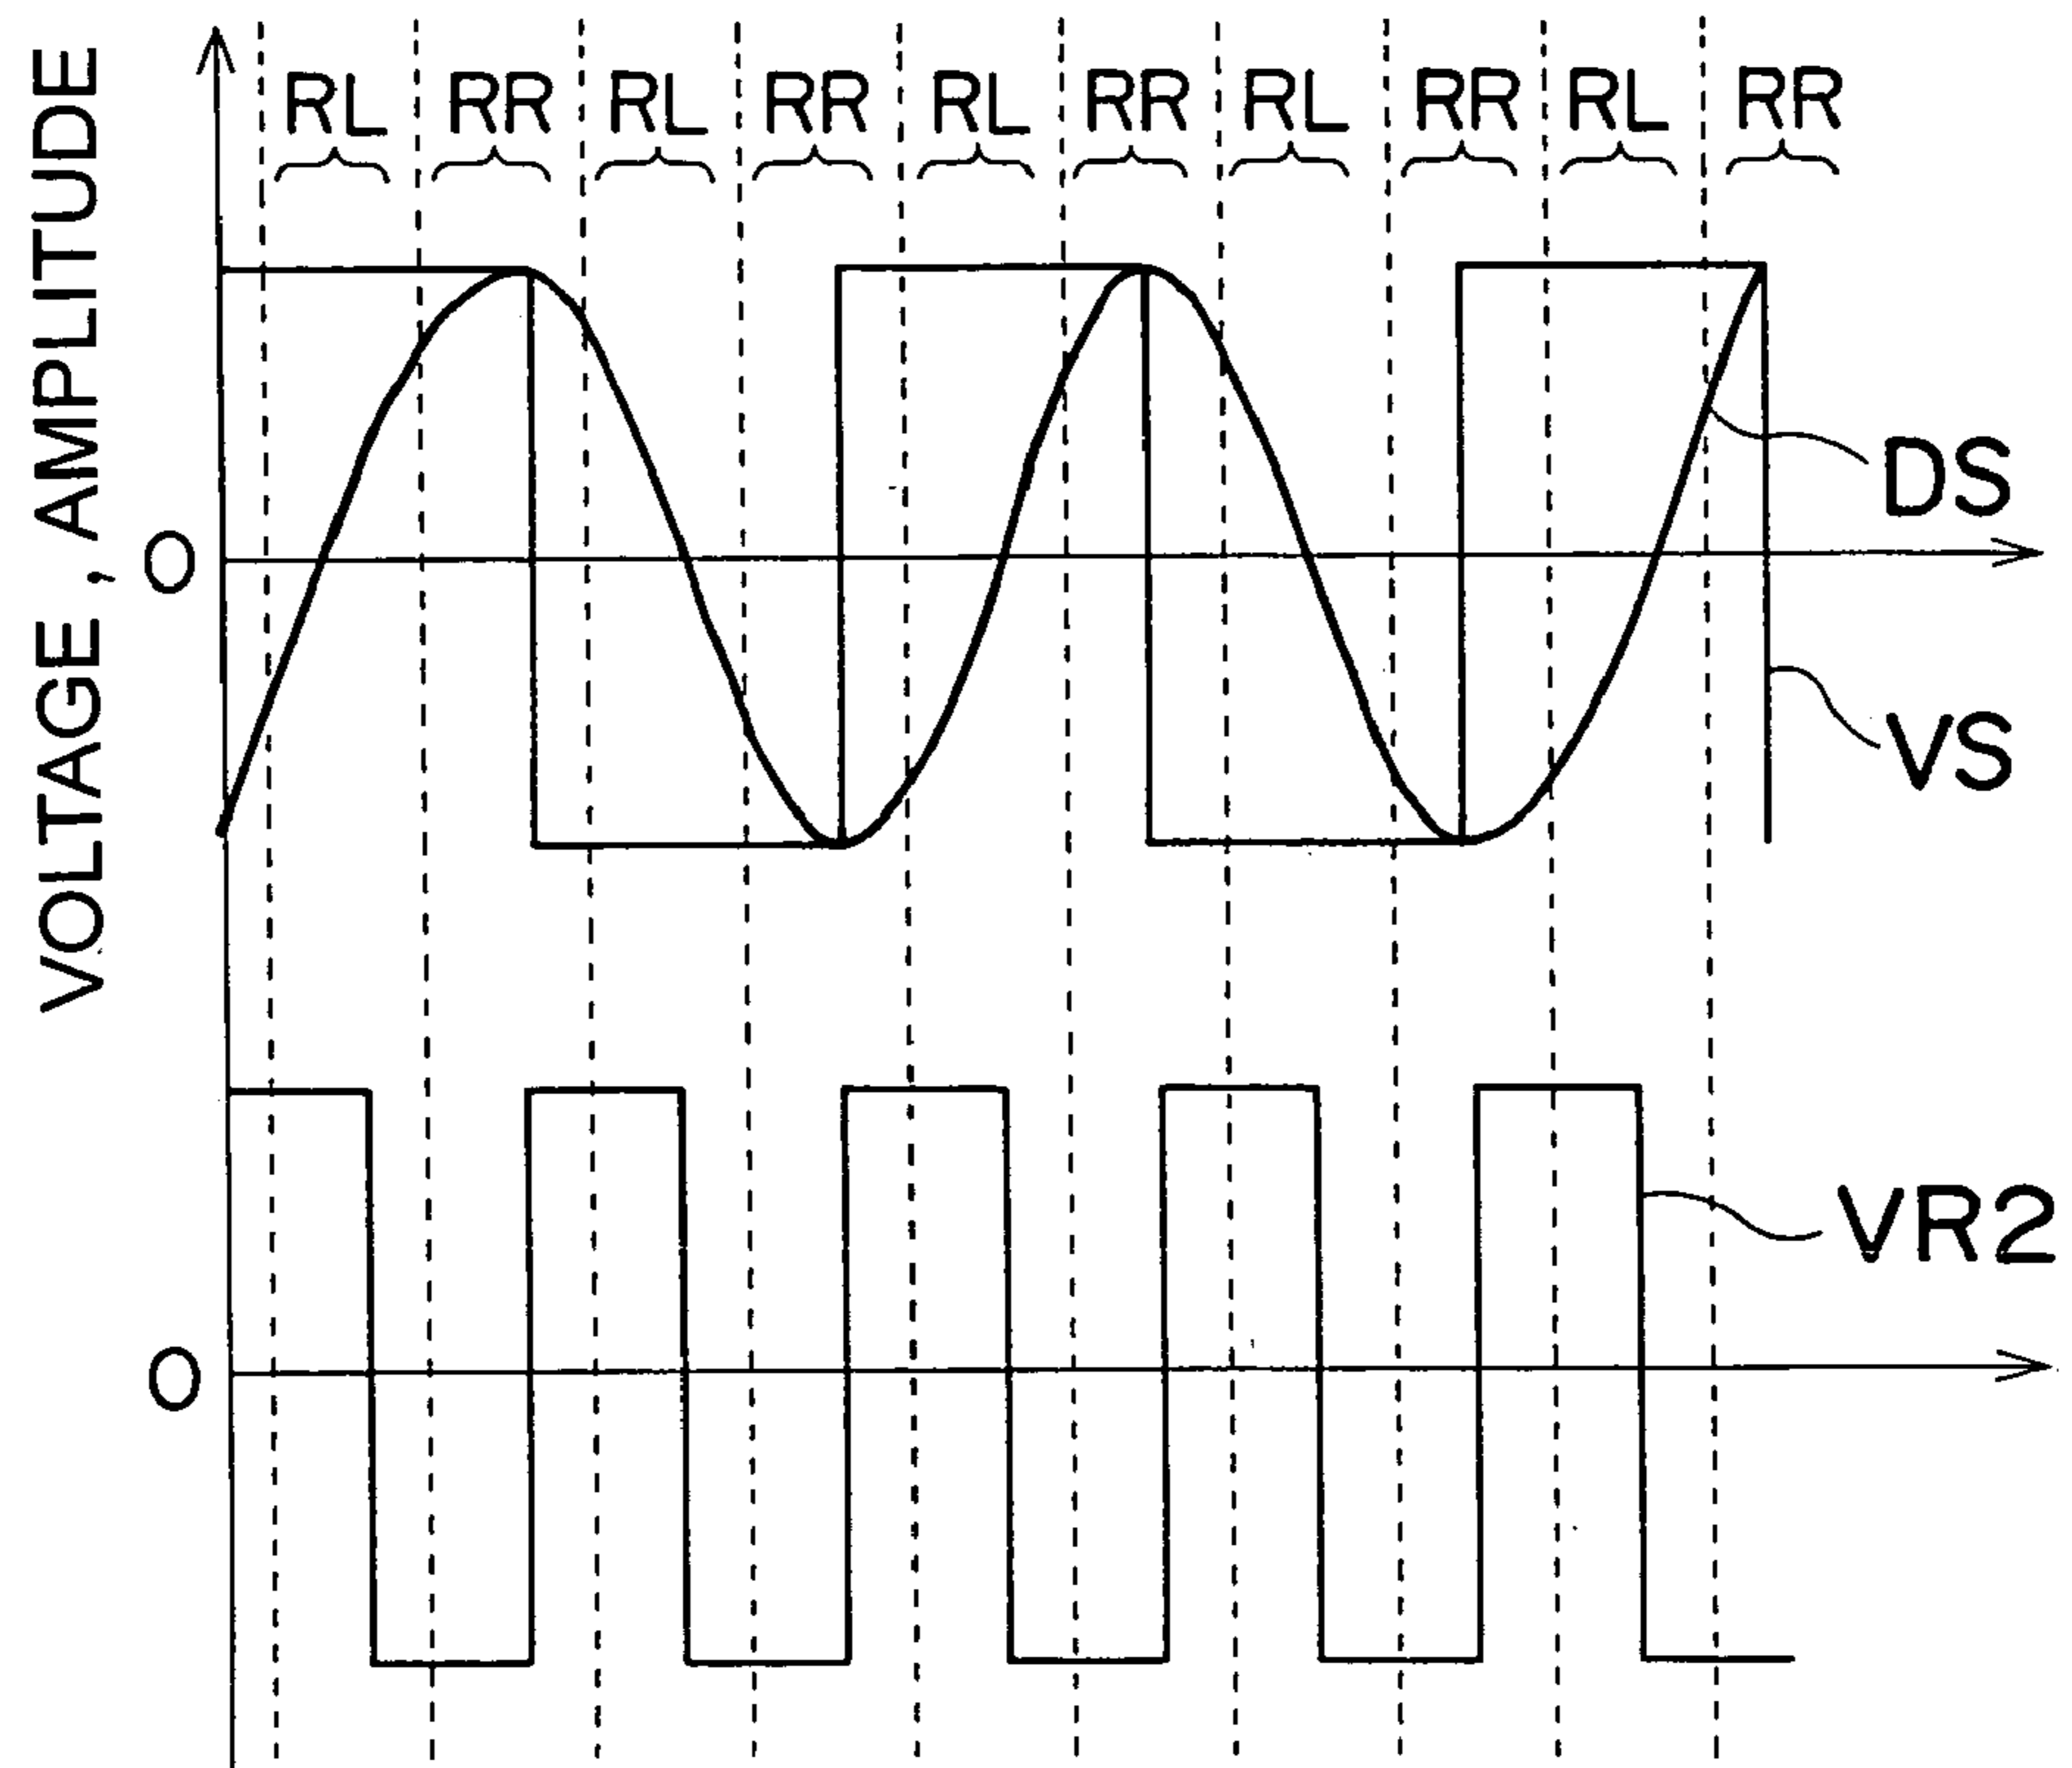 VOLTAGE , AMPLITUDE
RL RR RL RR RL RR RL RR RL RR
O
DS
VS
VR2
O